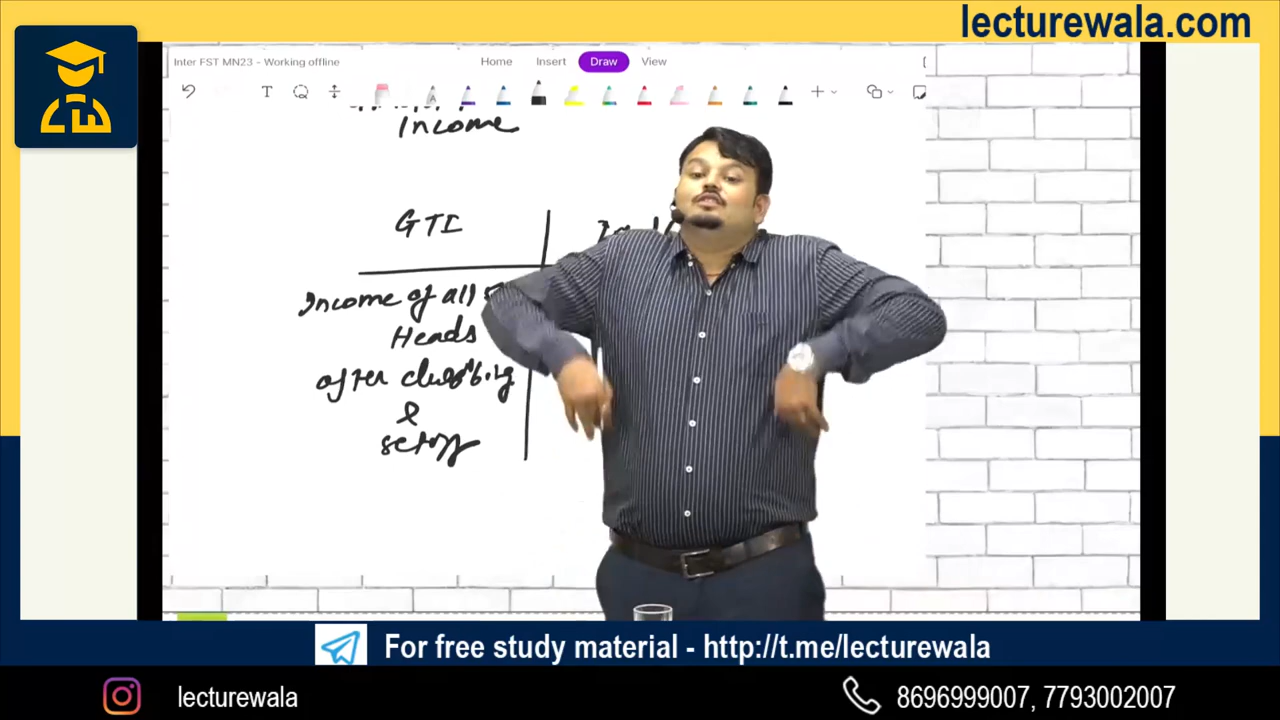 lecturewala.com
Inter FST MN23 - Working offline
Home Insert Draw View
Income
GTI
Income of all
Heads
after clubbing
&
setoff
For free study material - http://t.me/lecturewala
lecturewala
8696999007, 7793002007